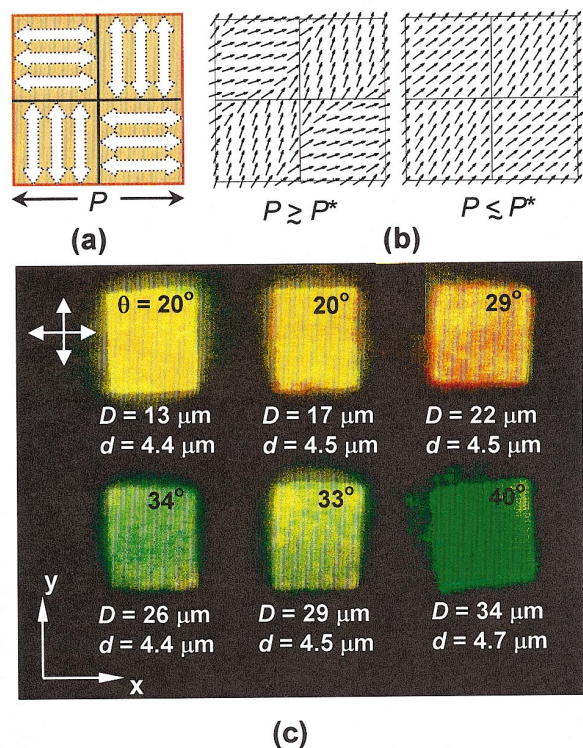 P
(a)
P ≳ P*
P ≲ P*
(b)
θ = 20°
20°
29°
D = 13 μm
d = 4.4 μm
D = 17 μm
d = 4.5 μm
D = 22 μm
d = 4.5 μm
34°
33°
40°
D = 26 μm
d = 4.4 μm
D = 29 μm
d = 4.5 μm
D = 34 μm
d = 4.7 μm
y
x
(c)